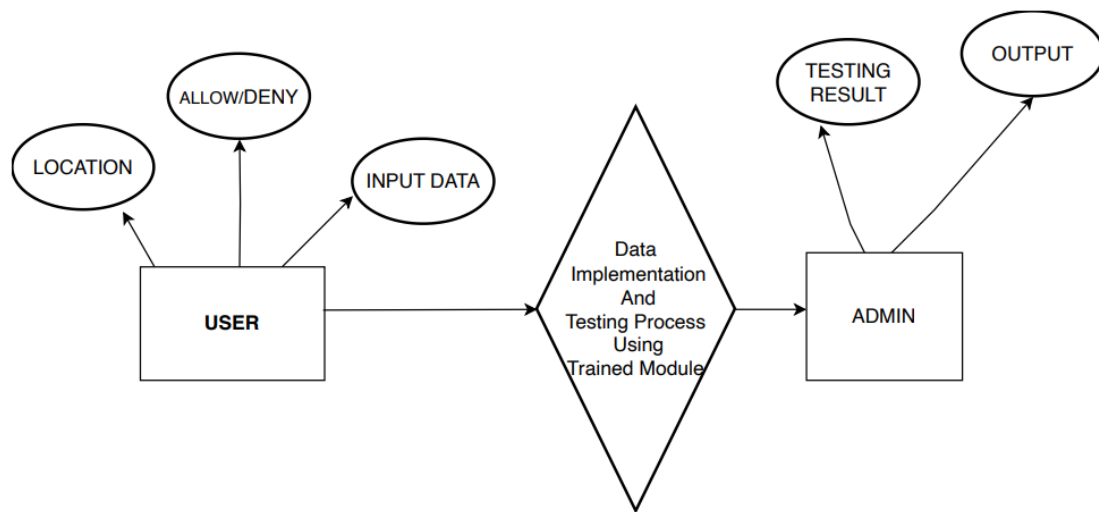 LOCATION
ALLOW/DENY
INPUT DATA
USER
Data
Implementation
And
Testing Process
Using
Trained Module
TESTING
RESULT
OUTPUT
ADMIN